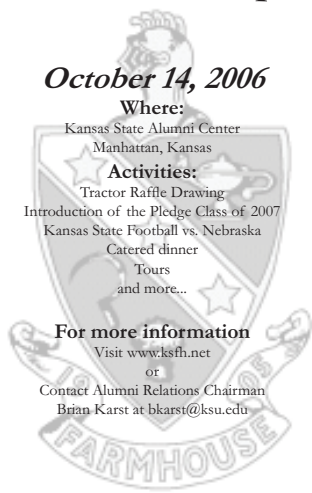 October 14, 2006
Where:
Kansas State Alumni Center
Manhattan, Kansas
Activities:
Tractor Raffle Drawing
Introduction of the Pledge Class of 2007
Kansas State Football vs. Nebraska
Catered dinner
Tours
and more...
For more information
Visit www.ksfh.net
or
Contact Alumni Relations Chairman
Brian Karst at bkarst@ksu.edu
FARMHOUSE